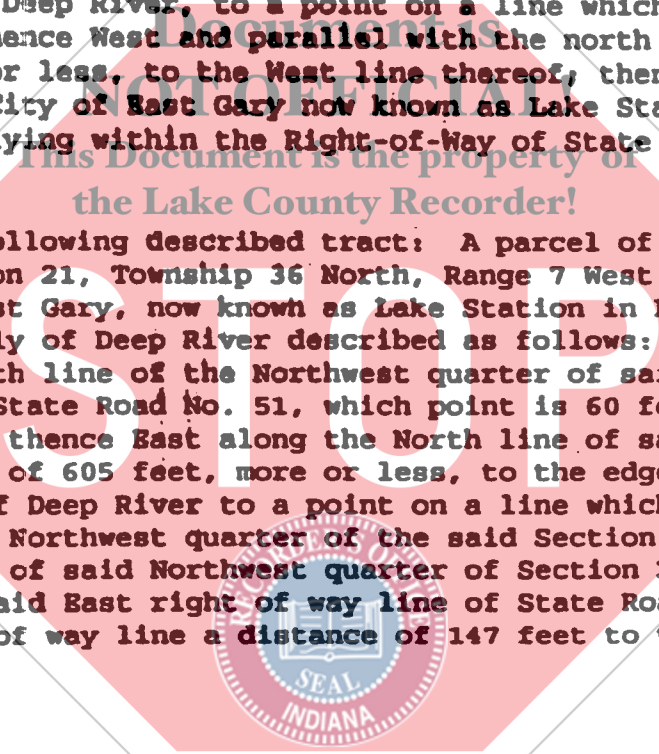 Deep River, to a point on a line which
ence West and parallel with the north
Document is
or less, to the West line thereof, then
NOT OFFICIAL!
City of East Gary now known as Lake Sta
ying within the Right-of-Way of State
This Document is the property of
the Lake County Recorder!
ollowing described tract: A parcel of
on 21, Township 36 North, Range 7 West
st Gary, now known as Lake Station in
ly of Deep River described as follows:
th line of the Northwest quarter of sai
State Road No. 51, which point is 60 fe
thence East along the North line of sa
of 605 feet, more or less, to the edge
f Deep River to a point on a line which
Northwest quarter of the said Section
of said Northwest quarter of Section
aid East right of way line of State Roa
of way line a distance of 147 feet to
STOP
RECORDER'S OFFICE
SEAL
INDIANA